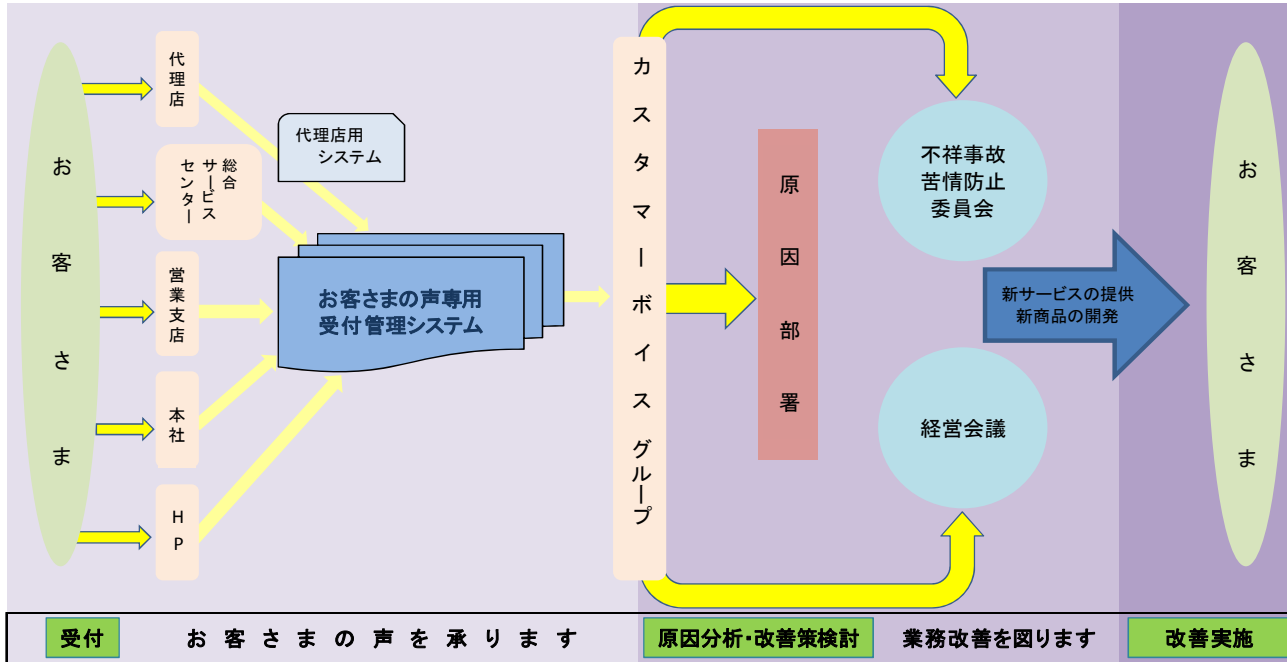 お客さま
代理店
総合
サービス
センター
営業支店
本社
HP
代理店用
システム
お客さまの声専用
受付管理システム
カスタマーボイスグループ
原因部署
不祥事故
苦情防止
委員会
経営会議
新サービスの提供
新商品の開発
お客さま
受付
お客さまの声を承ります
原因分析・改善策検討
業務改善を図ります
改善実施